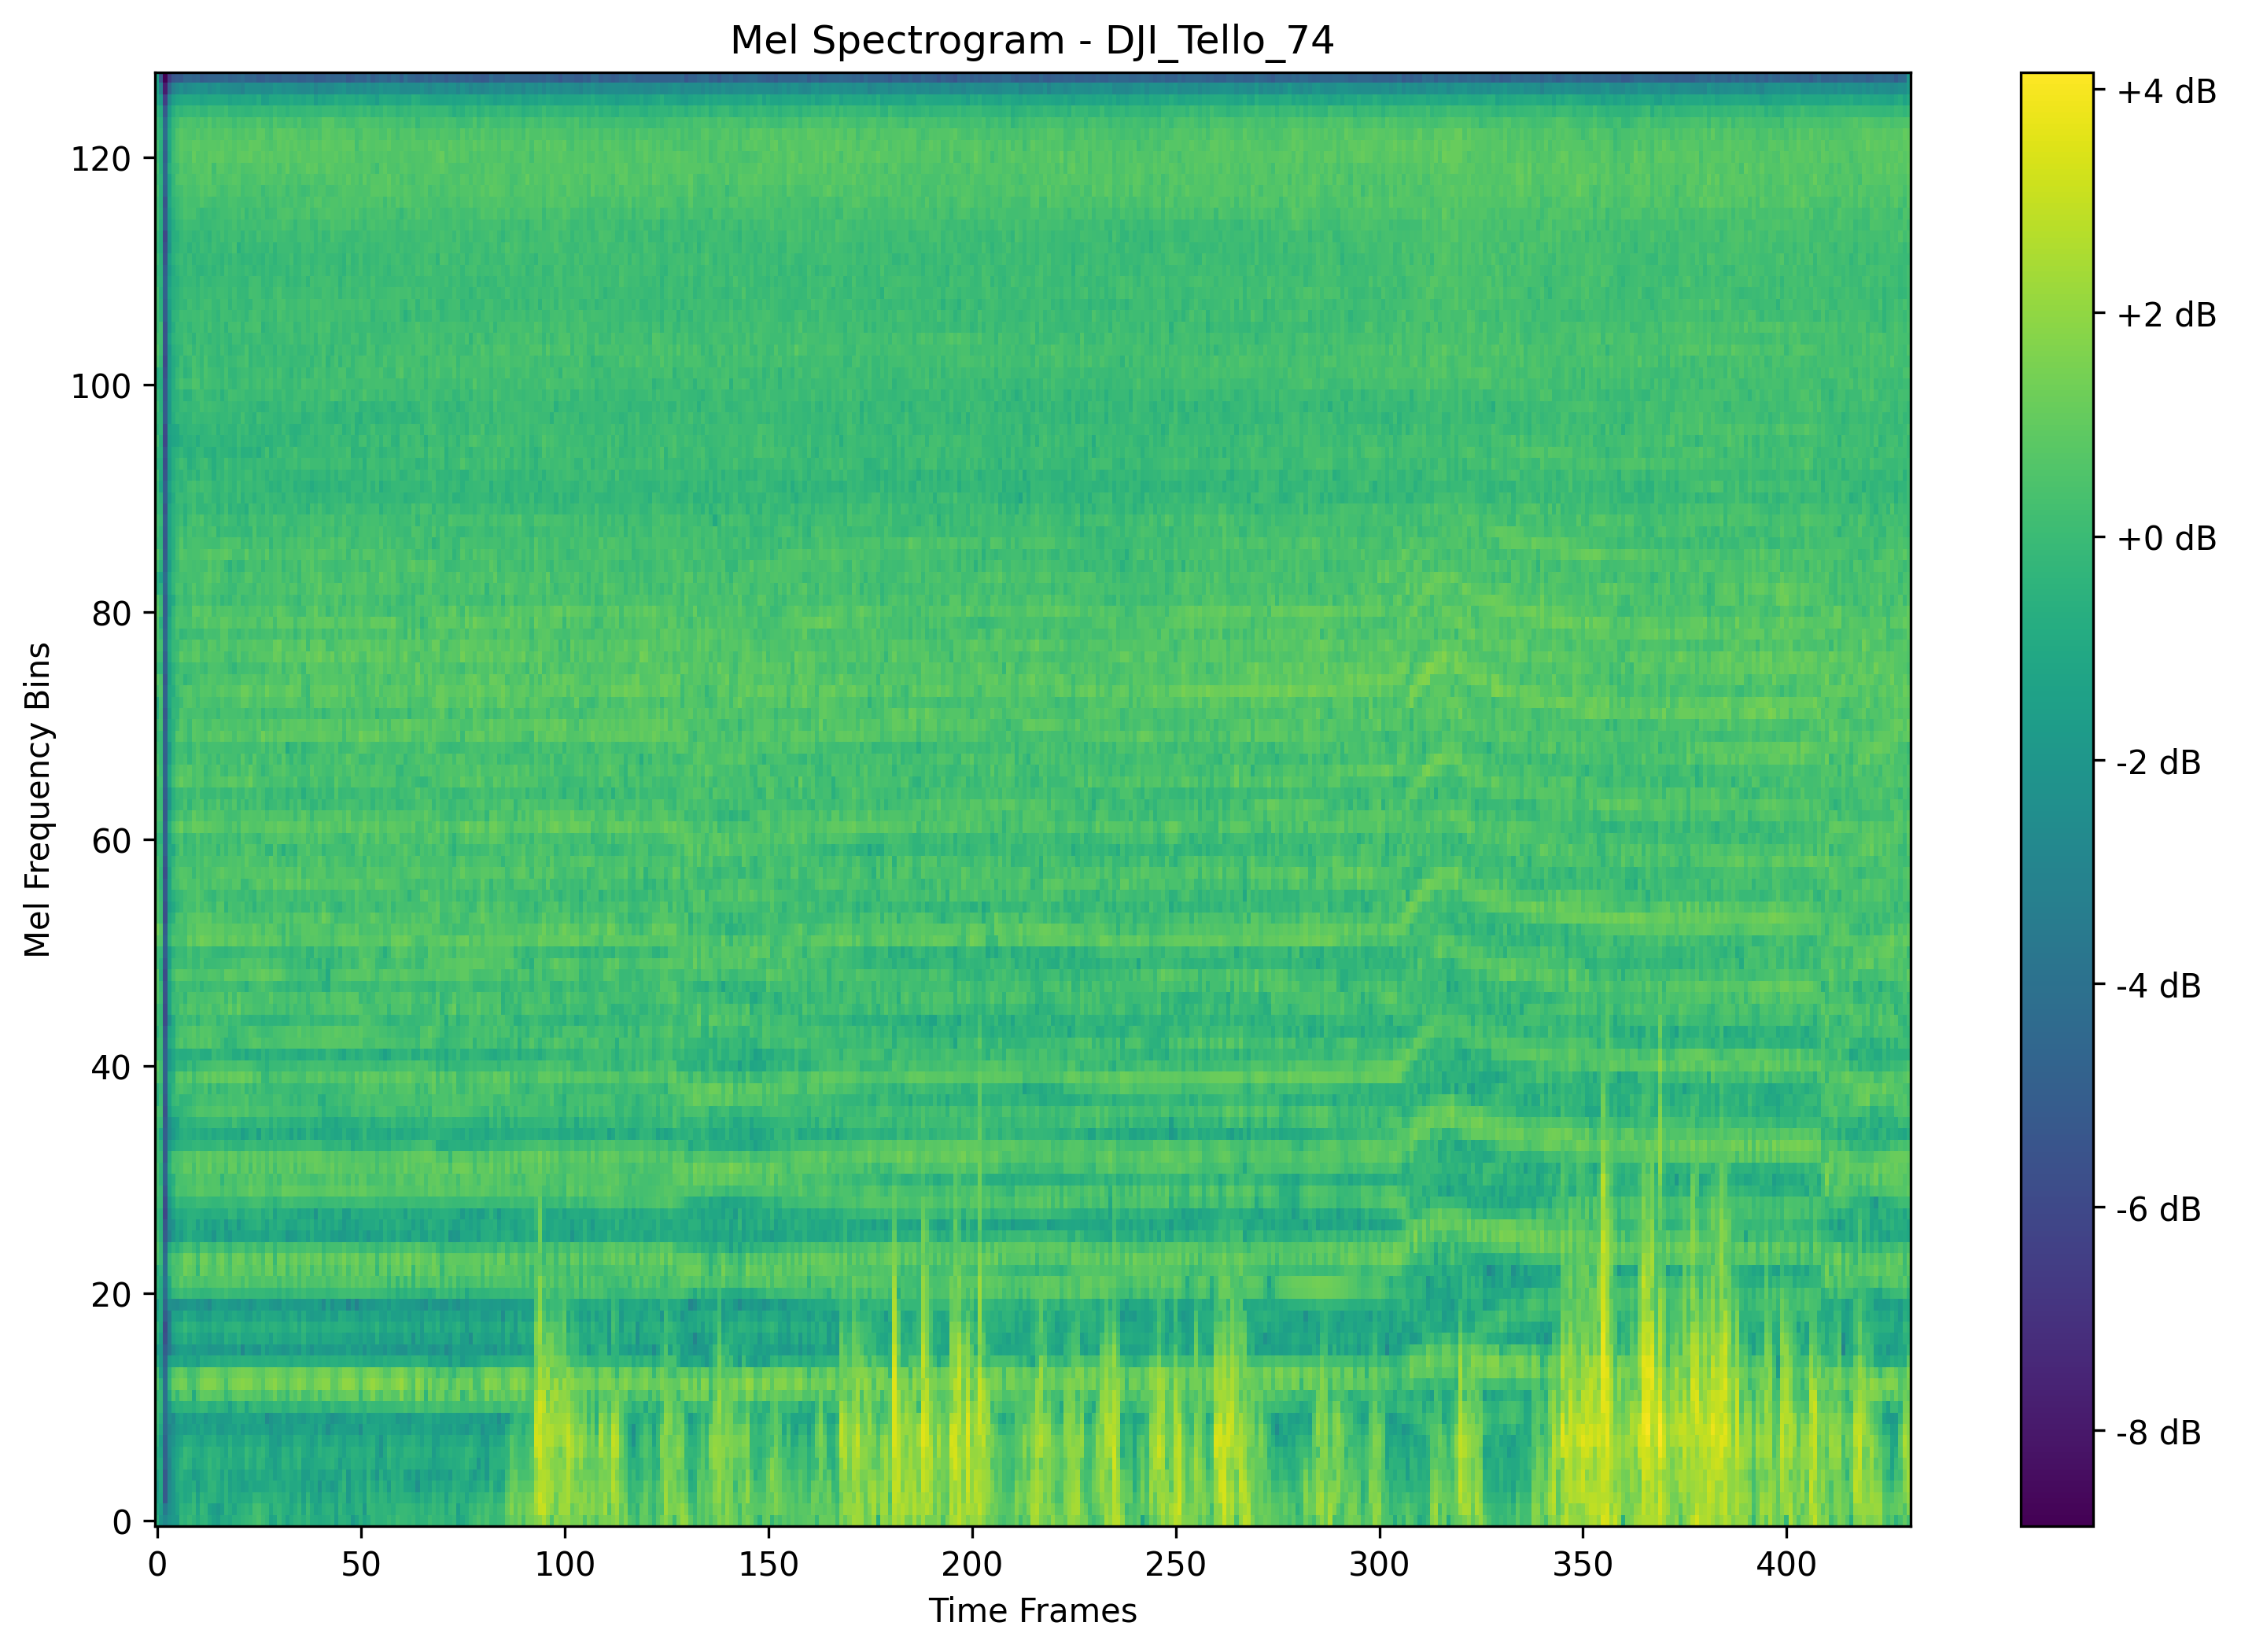 Mel Spectrogram - DJI_Tello_74
Mel Frequency Bins
120
100
80
60
40
20
0
0 50 100 150 200 250 300 350 400
Time Frames
+4 dB
+2 dB
+0 dB
-2 dB
-4 dB
-6 dB
-8 dB